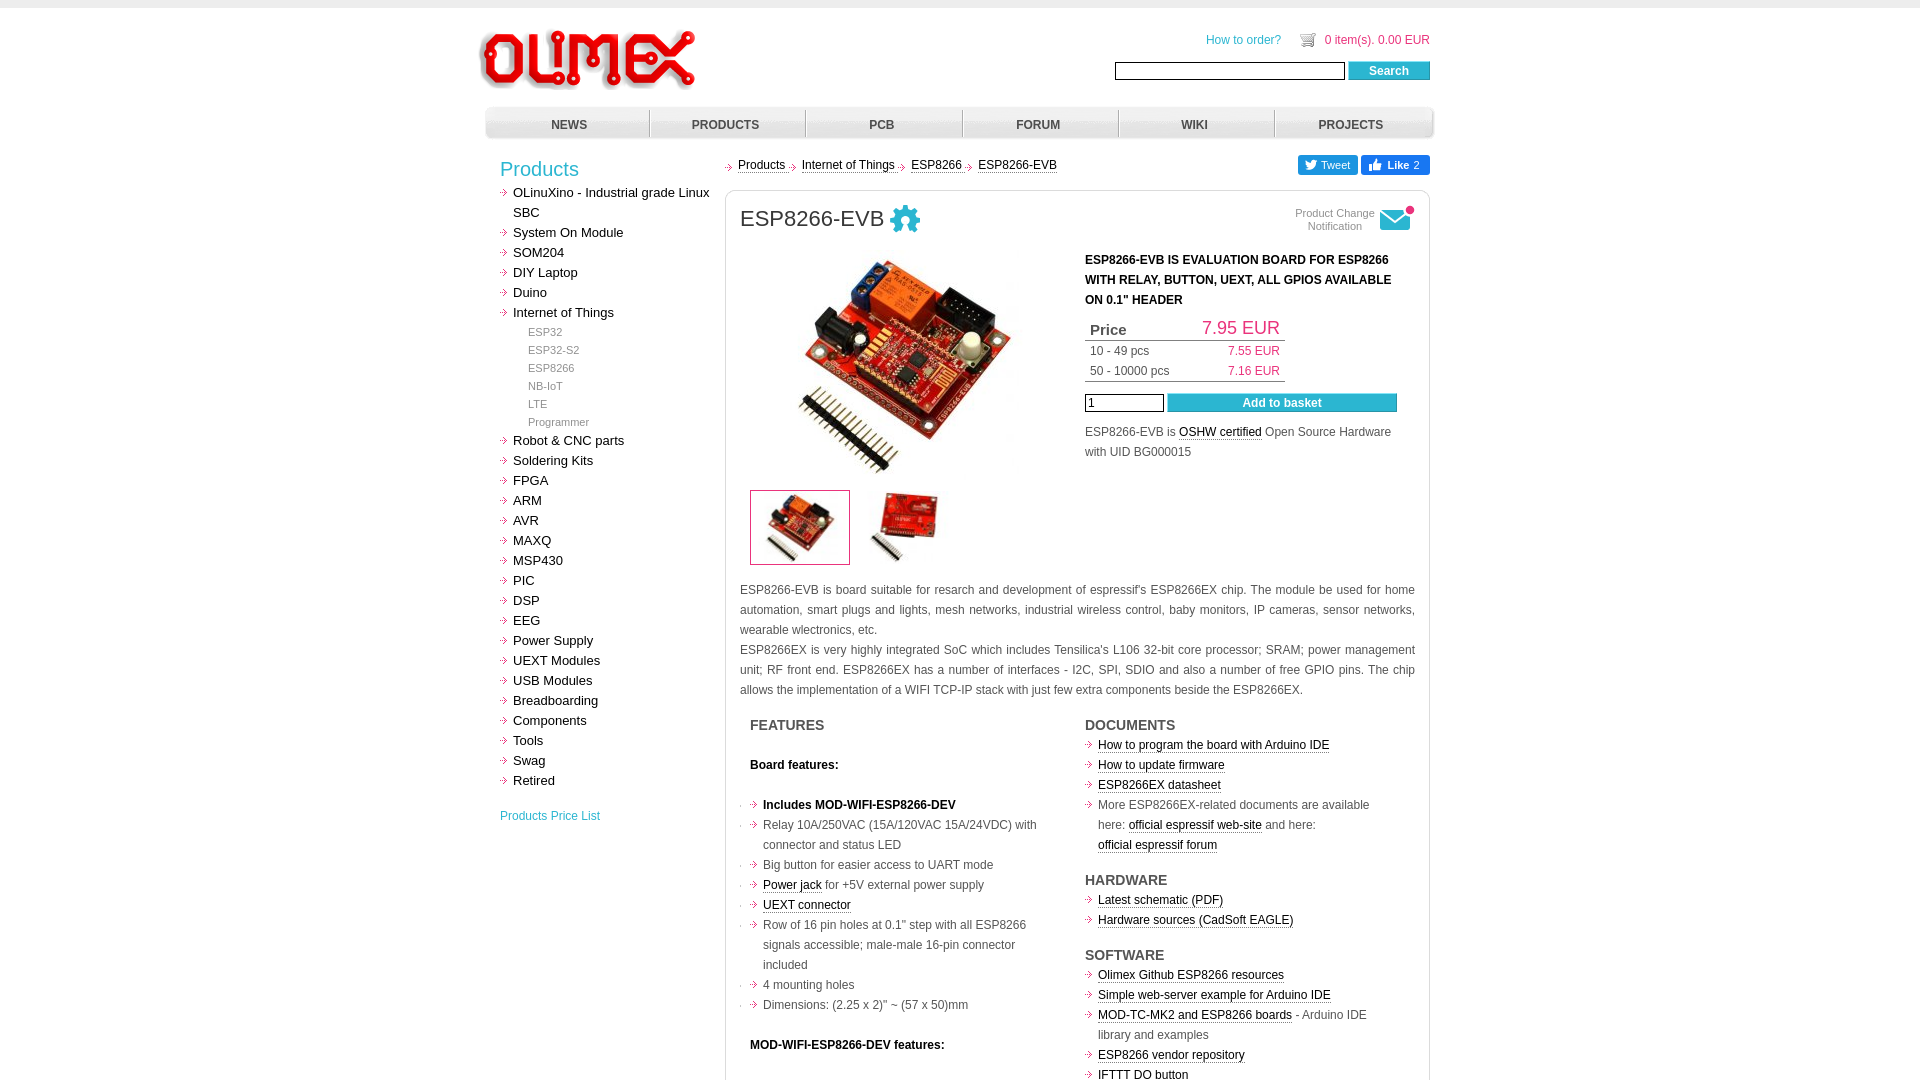 OLIMEX
How to order?
0 item(s). 0.00 EUR
Search
NEWS
PRODUCTS
PCB
FORUM
WIKI
PROJECTS
Products
OLinuXino - Industrial grade Linux
SBC
System On Module
SOM204
DIY Laptop
Duino
Internet of Things
ESP32
ESP32-S2
ESP8266
NB-IoT
LTE
Programmer
Robot & CNC parts
Soldering Kits
FPGA
ARM
AVR
MAXQ
MSP430
PIC
DSP
EEG
Power Supply
UEXT Modules
USB Modules
Breadboarding
Components
Tools
Swag
Retired
Products Price List
Products Internet of Things ESP8266 ESP8266-EVB
Tweet
Like 2
ESP8266-EVB
Product Change
Notification
ESP8266-EVB IS EVALUATION BOARD FOR ESP8266
WITH RELAY, BUTTON, UEXT, ALL GPIOS AVAILABLE
ON 0.1" HEADER
Price 7.95 EUR
10 - 49 pcs 7.55 EUR
50 - 10000 pcs 7.16 EUR
1
Add to basket
ESP8266-EVB is OSHW certified Open Source Hardware
with UID BG000015
ESP8266-EVB is board suitable for resarch and development of espressif's ESP8266EX chip. The module be used for home
automation, smart plugs and lights, mesh networks, industrial wireless control, baby monitors, IP cameras, sensor networks,
wearable wlectronics, etc.
ESP8266EX is very highly integrated SoC which includes Tensilica's L106 32-bit core processor; SRAM; power management
unit; RF front end. ESP8266EX has a number of interfaces - I2C, SPI, SDIO and also a number of free GPIO pins. The chip
allows the implementation of a WIFI TCP-IP stack with just few extra components beside the ESP8266EX.
FEATURES
Board features:
Includes MOD-WIFI-ESP8266-DEV
Relay 10A/250VAC (15A/120VAC 15A/24VDC) with
connector and status LED
Big button for easier access to UART mode
Power jack for +5V external power supply
UEXT connector
Row of 16 pin holes at 0.1" step with all ESP8266
signals accessible; male-male 16-pin connector
included
4 mounting holes
Dimensions: (2.25 x 2)" ~ (57 x 50)mm
MOD-WIFI-ESP8266-DEV features:
DOCUMENTS
How to program the board with Arduino IDE
How to update firmware
ESP8266EX datasheet
More ESP8266EX-related documents are available
here: official espressif web-site and here:
official espressif forum
HARDWARE
Latest schematic (PDF)
Hardware sources (CadSoft EAGLE)
SOFTWARE
Olimex Github ESP8266 resources
Simple web-server example for Arduino IDE
MOD-TC-MK2 and ESP8266 boards - Arduino IDE
library and examples
ESP8266 vendor repository
IFTTT DO button